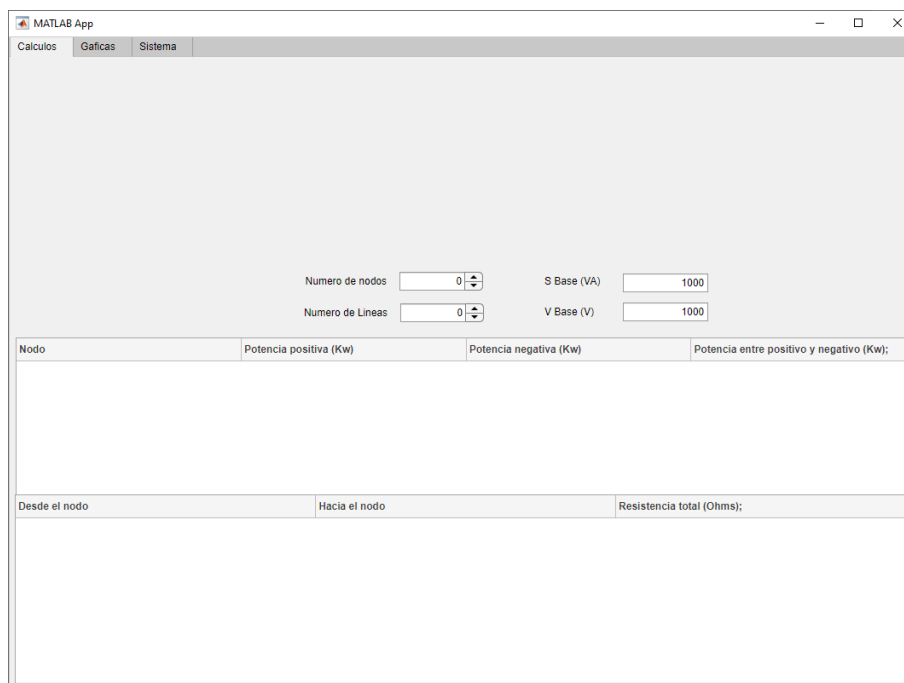 MATLAB App
Calculos Gaficas Sistema
Numero de nodos 0 S Base (VA) 1000
Numero de Lineas 0 V Base (V) 1000
Nodo Potencia positiva (Kw) Potencia negativa (Kw) Potencia entre positivo y negativo (Kw);
Desde el nodo Hacia el nodo Resistencia total (Ohms);